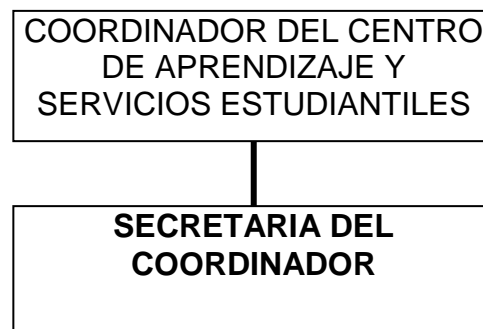 COORDINADOR DEL CENTRO
DE APRENDIZAJE Y
SERVICIOS ESTUDIANTILES
SECRETARIA DEL
COORDINADOR